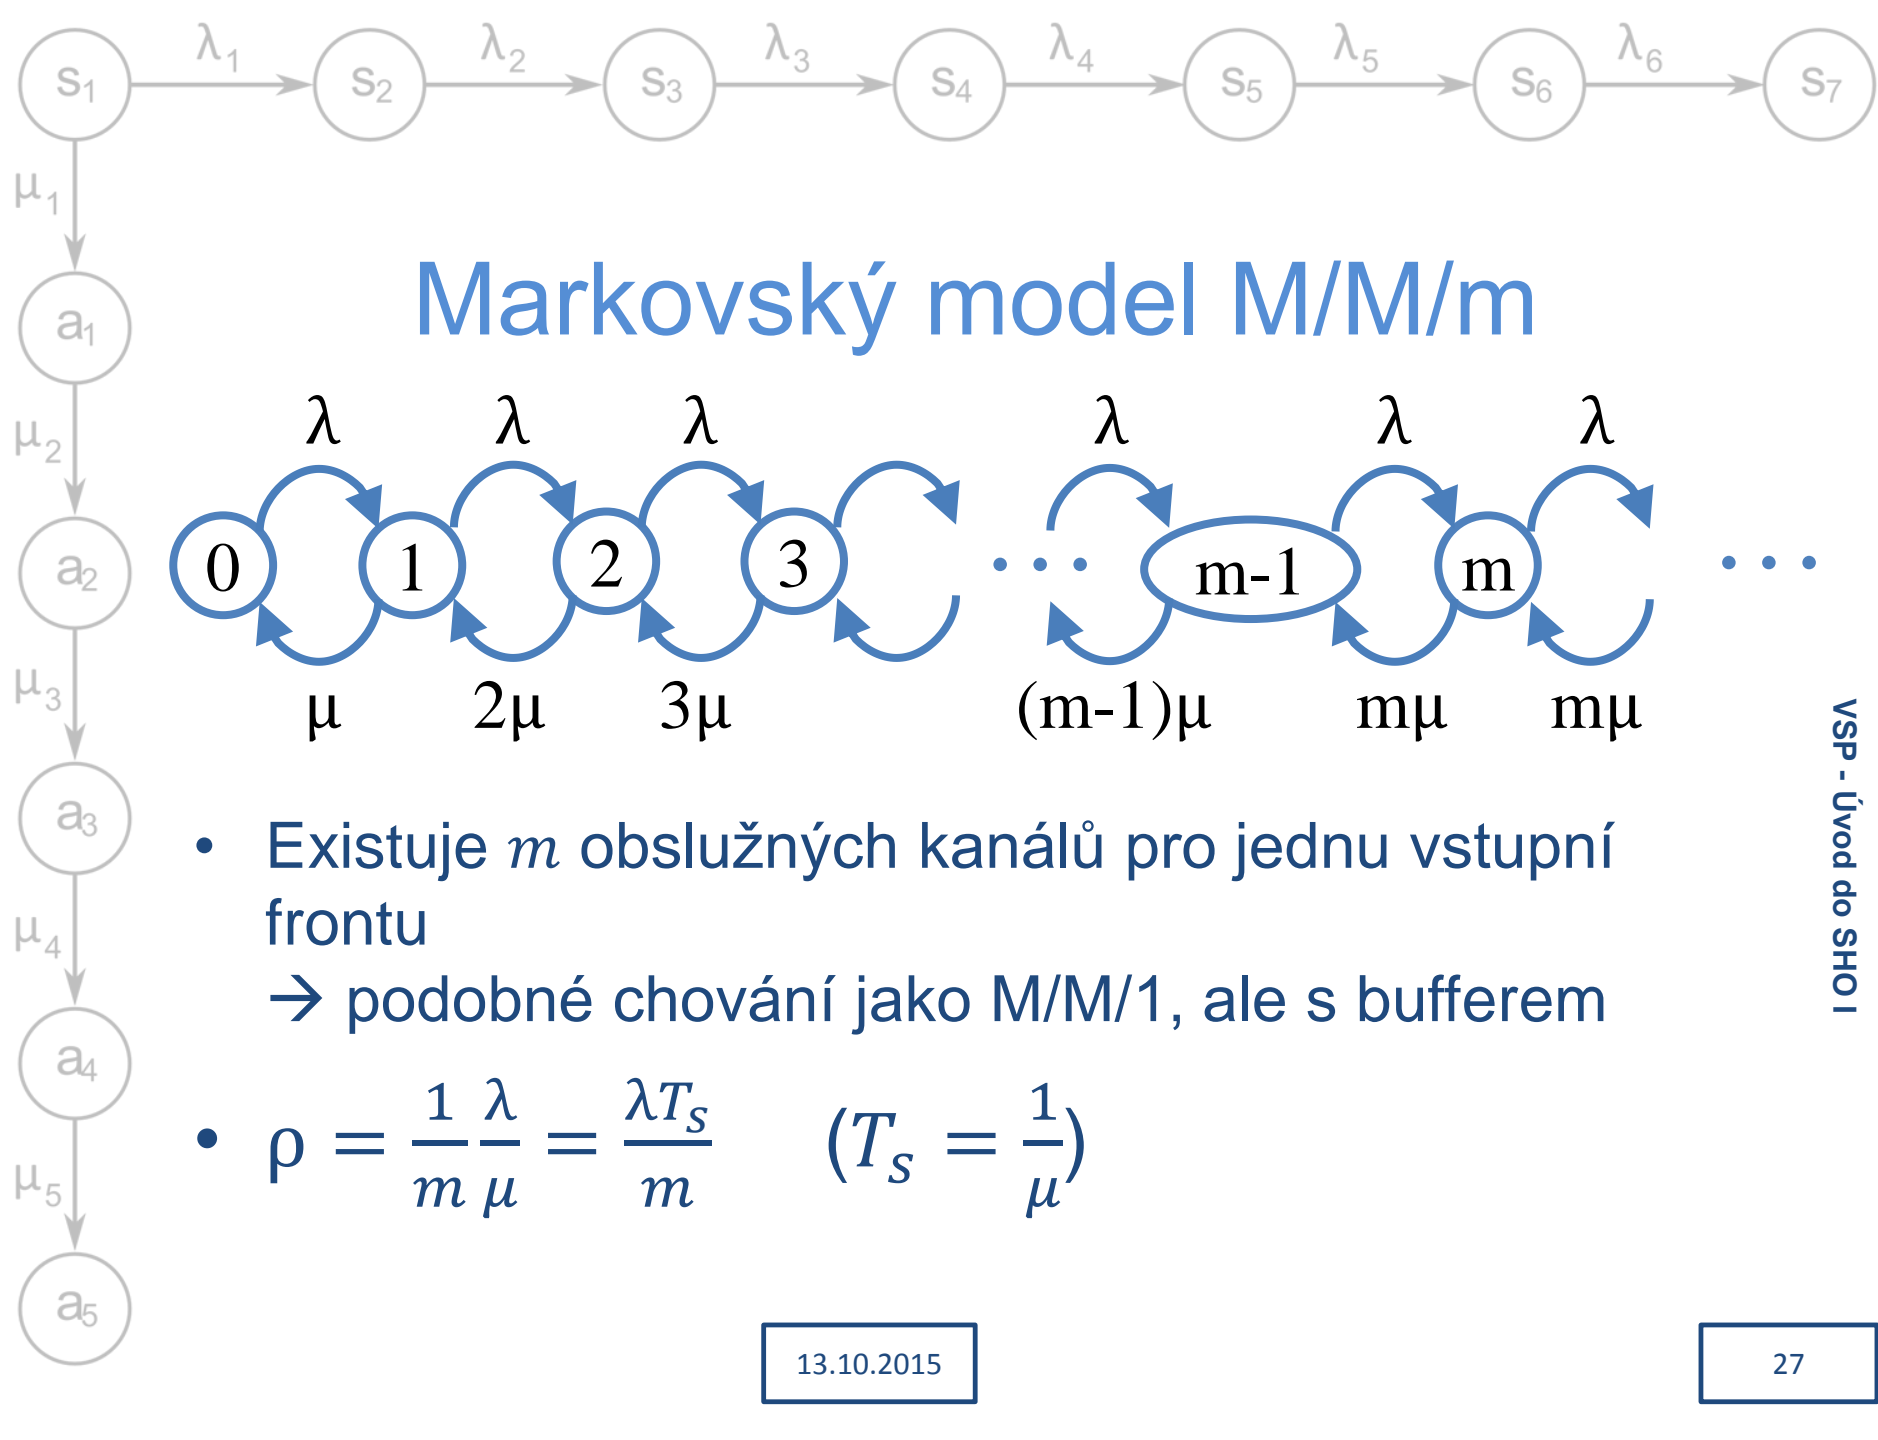 s₁ λ₁ s₂ λ₂ s₃ λ₃ s₄ λ₄ s₅ λ₅ s₆ λ₆ s₇
μ₁
a₁
μ₂
a₂
μ₃
a₃
μ₄
a₄
μ₅
a₅
Markovský model M/M/m
λ λ λ λ λ λ
0 1 2 3 ... m-1 m ...
μ 2μ 3μ (m-1)μ mμ mμ
• Existuje m obslužných kanálů pro jednu vstupní
frontu
→ podobné chování jako M/M/1, ale s bufferem
• ρ = 1/m λ/μ = λTₛ/m (Tₛ = 1/μ)
VSP - Úvod do SHO I
13.10.2015
27